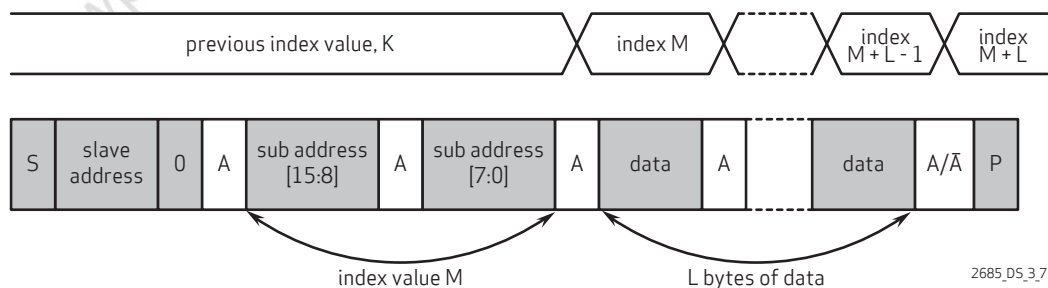 previous index value, K
index M
index
M + L - 1
index
M + L
S
slave
address
0
A
sub address
[15:8]
A
sub address
[7:0]
A
data
A
data
A/Ā
P
index value M
L bytes of data
2685_DS_3_7